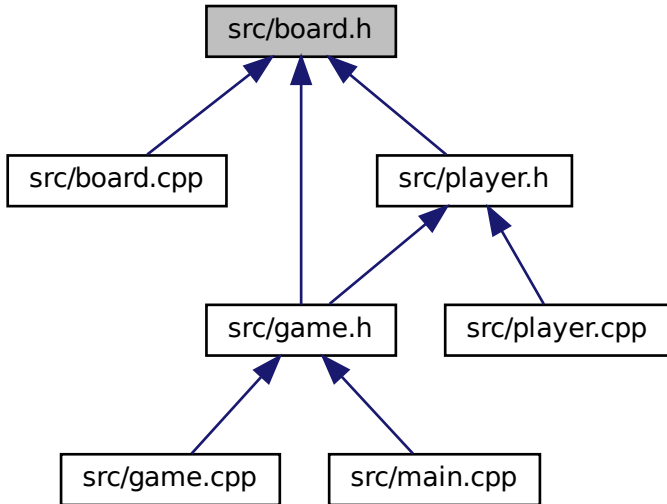 src/board.h
src/board.cpp
src/player.h
src/game.h
src/player.cpp
src/game.cpp
src/main.cpp